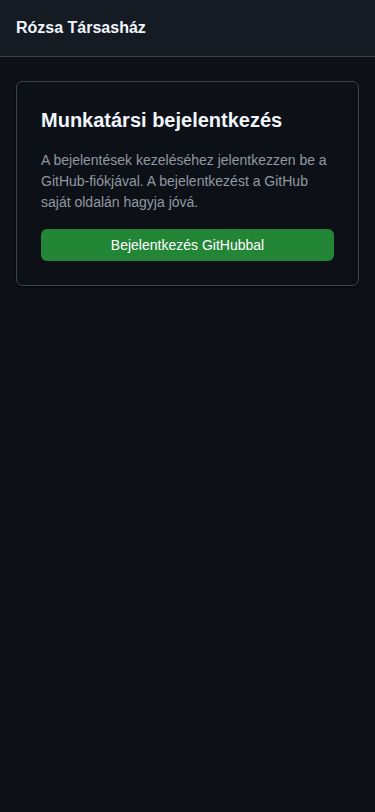 Rózsa Társasház
Munkatársi bejelentkezés
A bejelentések kezeléséhez jelentkezzen be a
GitHub-fiókjával. A bejelentkezést a GitHub
saját oldalán hagyja jóvá.
Bejelentkezés GitHubbal